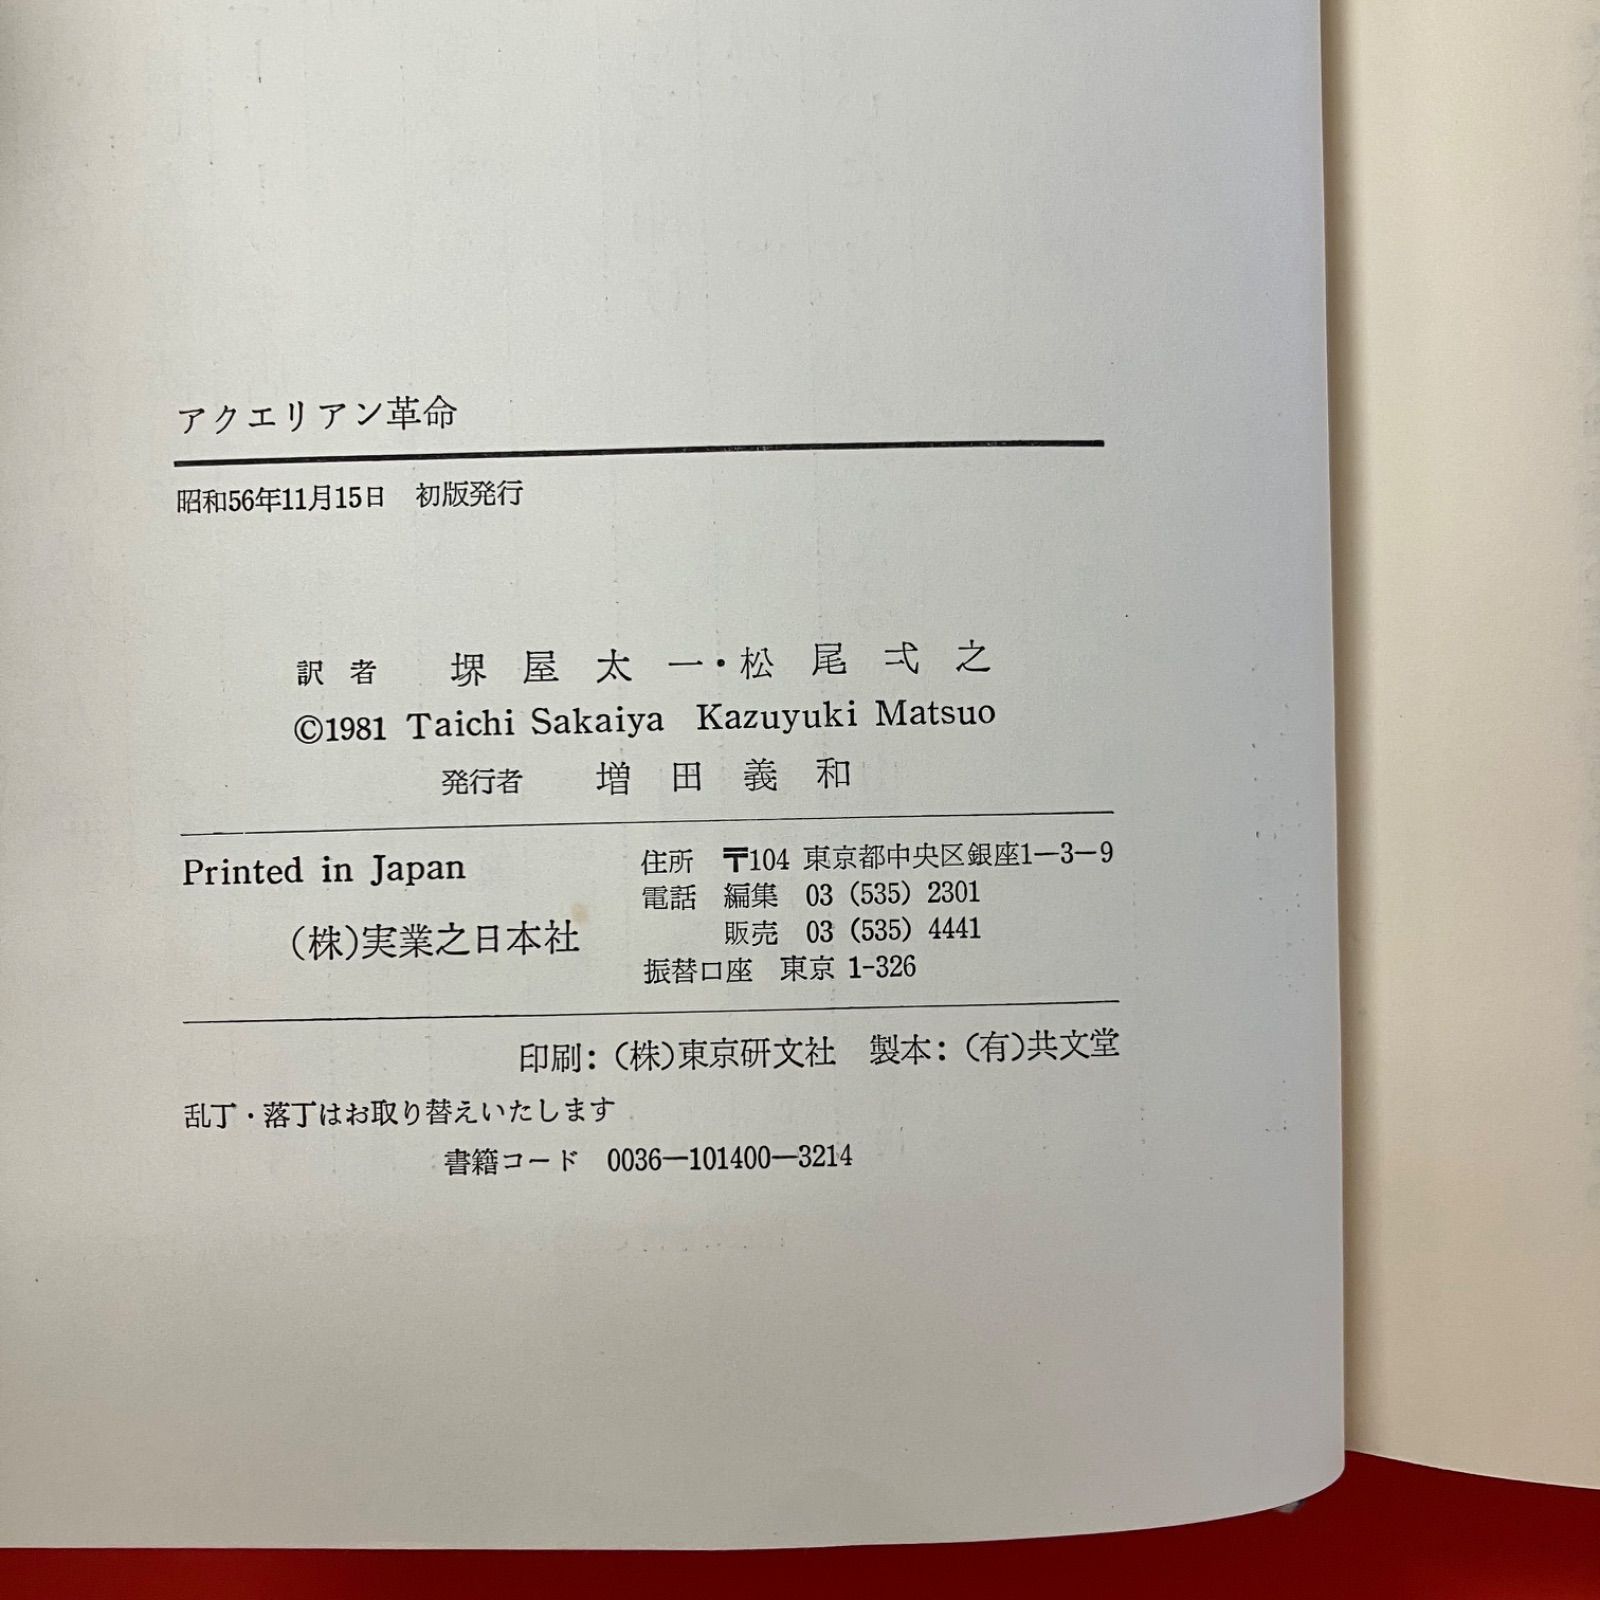 アクエリアン革命
昭和56年11月15日　初版発行
訳者　堺屋太一・松尾弌之
©1981 Taichi Sakaiya Kazuyuki Matsuo
発行者　増田義和
Printed in Japan
(株)実業之日本社
住所　〒104 東京都中央区銀座1－3－9
電話　編集　03（535）2301
販売　03（535）4441
振替口座　東京 1-326
印刷：(株)東京研文社　製本：(有)共文堂
乱丁・落丁はお取り替えいたします
書籍コード　0036―101400―3214